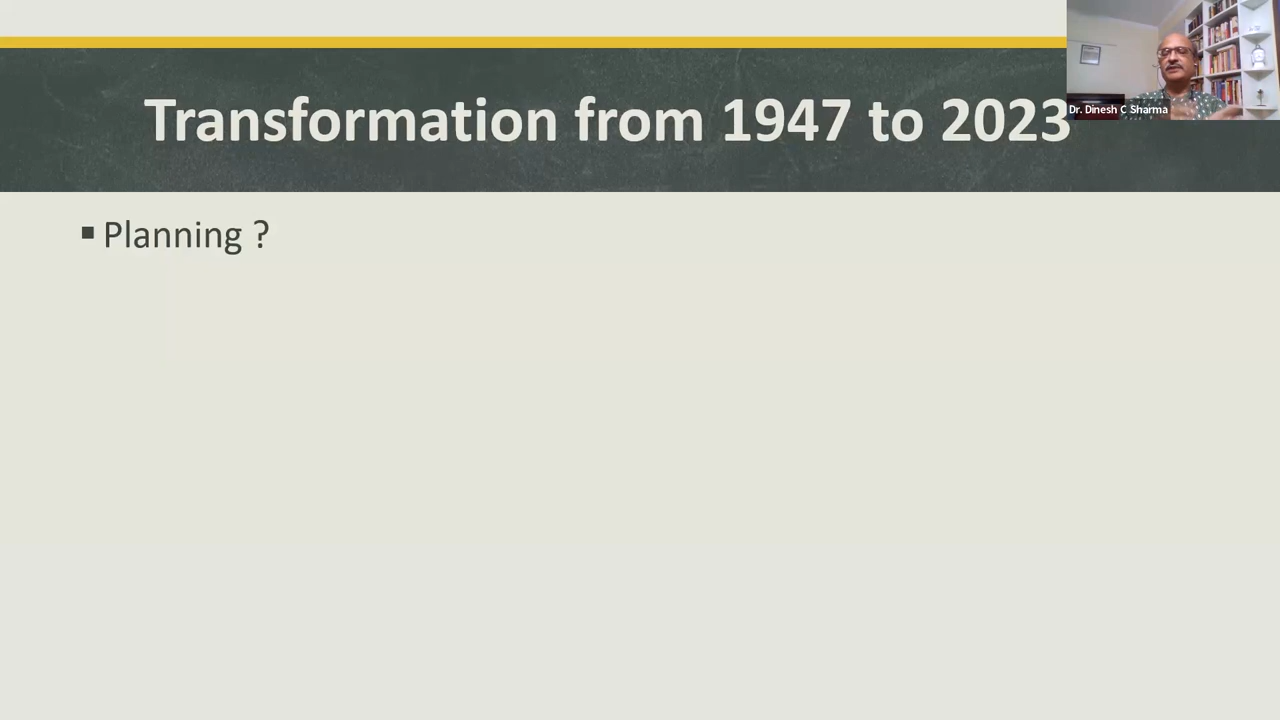 Transformation from 1947 to 2023
Dr. Dinesh C Sharma
▪ Planning ?